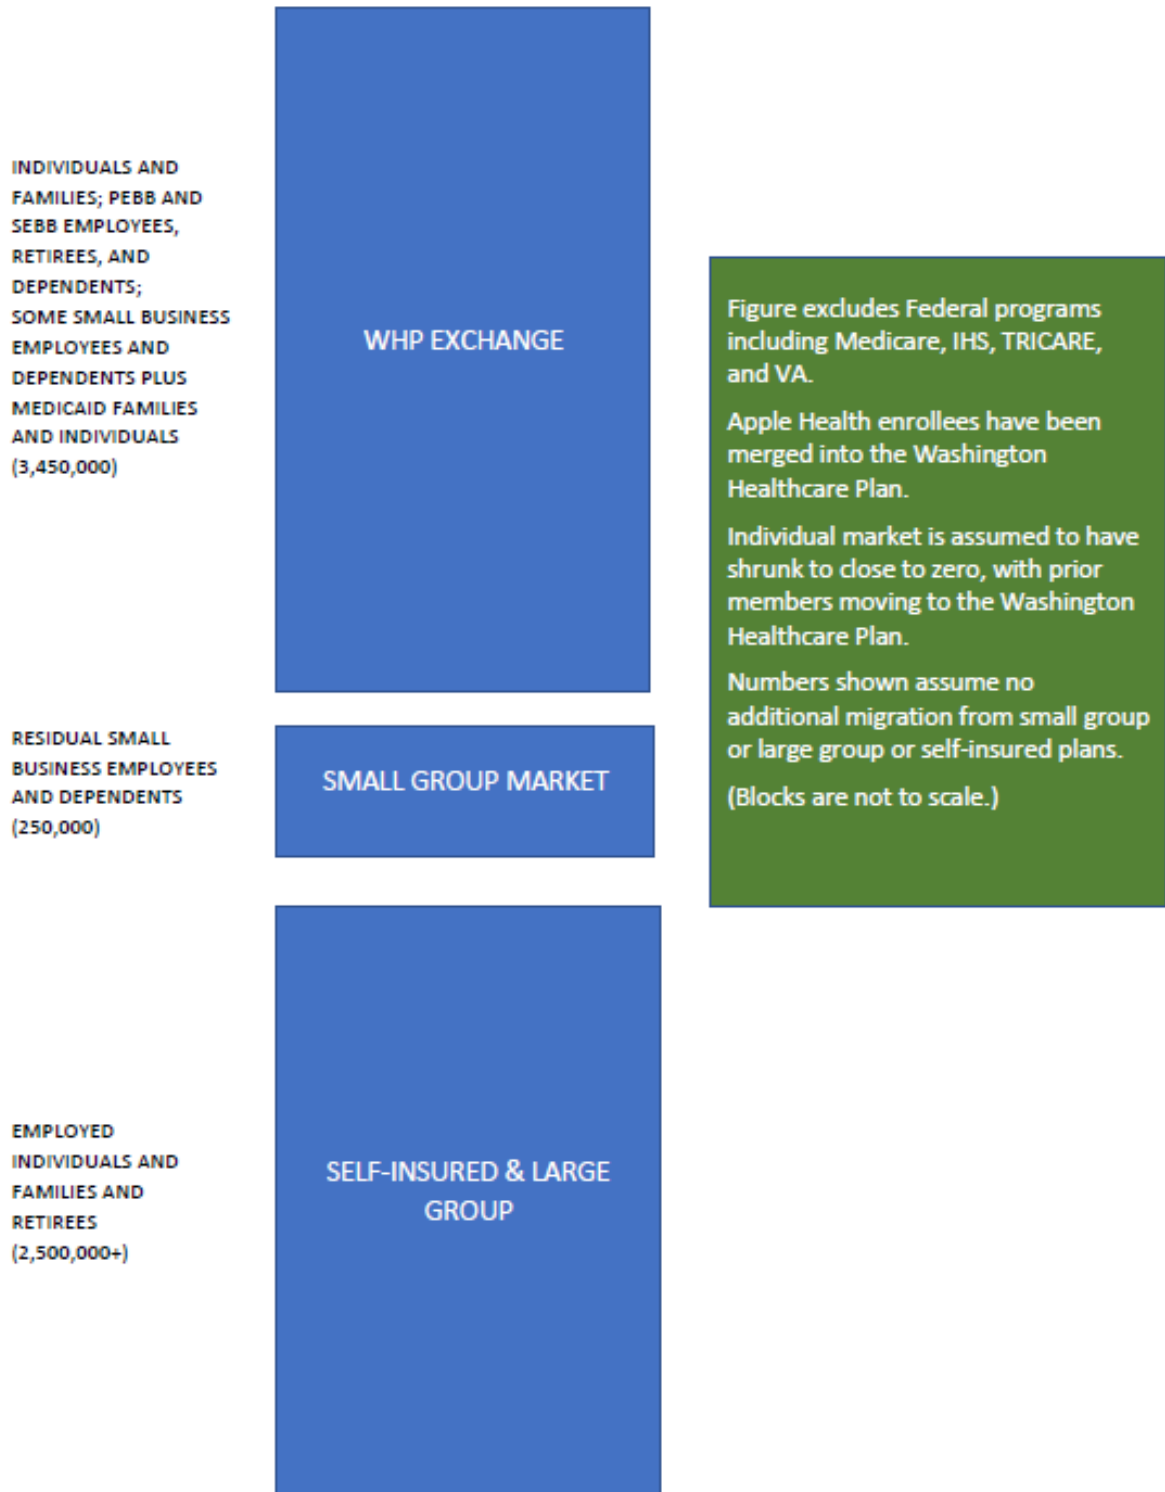 INDIVIDUALS AND
FAMILIES; PEBB AND
SEBB EMPLOYEES,
RETIREES, AND
DEPENDENTS;
SOME SMALL BUSINESS
EMPLOYEES AND
DEPENDENTS PLUS
MEDICAID FAMILIES
AND INDIVIDUALS
(3,450,000)
WHP EXCHANGE
Figure excludes Federal programs
including Medicare, IHS, TRICARE,
and VA.
Apple Health enrollees have been
merged into the Washington
Healthcare Plan.
Individual market is assumed to have
shrunk to close to zero, with prior
members moving to the Washington
Healthcare Plan.
Numbers shown assume no
additional migration from small group
or large group or self-insured plans.
(Blocks are not to scale.)
RESIDUAL SMALL
BUSINESS EMPLOYEES
AND DEPENDENTS
(250,000)
SMALL GROUP MARKET
EMPLOYED
INDIVIDUALS AND
FAMILIES AND
RETIREES
(2,500,000+)
SELF-INSURED & LARGE
GROUP